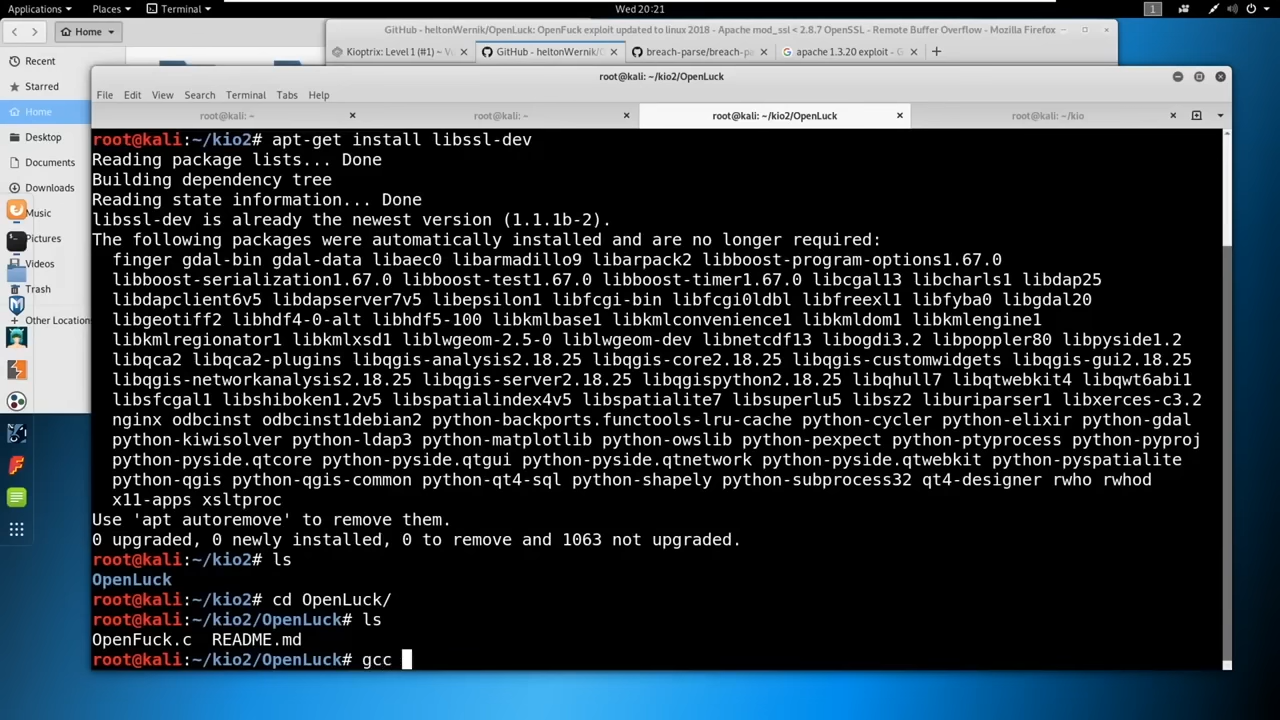 Applications Places Terminal Wed 20:21 1
Home
GitHub - heltonWernik/OpenLuck: OpenFuck exploit updated to linux 2018 - Apache mod_ssl < 2.8.7 OpenSSL - Remote Buffer Overflow - Mozilla Firefox
Kioptrix: Level 1 (#1) ~ V GitHub - heltonWernik/ breach-parse/breach-pa apache 1.3.20 exploit - G
Recent
Starred
Home
Desktop
Documents
Downloads
Music
Pictures
Videos
Trash
Other Location
root@kali: ~/kio2/OpenLuck
File Edit View Search Terminal Tabs Help
root@kali: ~ root@kali: ~ root@kali: ~/kio2/OpenLuck root@kali: ~/kio
root@kali:~/kio2# apt-get install libssl-dev
Reading package lists... Done
Building dependency tree
Reading state information... Done
libssl-dev is already the newest version (1.1.1b-2).
The following packages were automatically installed and are no longer required:
finger gdal-bin gdal-data libaec0 libarmadillo9 libarpack2 libboost-program-options1.67.0
libboost-serialization1.67.0 libboost-test1.67.0 libboost-timer1.67.0 libcgal13 libcharls1 libdap25
libdapclient6v5 libdapserver7v5 libepsilon1 libfcgi-bin libfcgi0ldbl libfreexl1 libfyba0 libgdal20
libgeotiff2 libhdf4-0-alt libhdf5-100 libkmlbase1 libkmlconvenience1 libkmldom1 libkmlengine1
libkmlregionator1 libkmlxsd1 liblwgeom-2.5-0 liblwgeom-dev libnetcdf13 libogdi3.2 libpoppler80 libpyside1.2
libqca2 libqca2-plugins libqgis-analysis2.18.25 libqgis-core2.18.25 libqgis-customwidgets libqgis-gui2.18.25
libqgis-networkanalysis2.18.25 libqgis-server2.18.25 libqgispython2.18.25 libqhull7 libqtwebkit4 libqwt6abi1
libsfcgal1 libshiboken1.2v5 libspatialindex4v5 libspatialite7 libsuperlu5 libsz2 liburiparser1 libxerces-c3.2
nginx odbcinst odbcinst1debian2 python-backports.functools-lru-cache python-cycler python-elixir python-gdal
python-kiwisolver python-ldap3 python-matplotlib python-owslib python-pexpect python-ptyprocess python-pyproj
python-pyside.qtcore python-pyside.qtgui python-pyside.qtnetwork python-pyside.qtwebkit python-pyspatialite
python-qgis python-qgis-common python-qt4-sql python-shapely python-subprocess32 qt4-designer rwho rwhod
x11-apps xsltproc
Use 'apt autoremove' to remove them.
0 upgraded, 0 newly installed, 0 to remove and 1063 not upgraded.
root@kali:~/kio2# ls
OpenLuck
root@kali:~/kio2# cd OpenLuck/
root@kali:~/kio2/OpenLuck# ls
OpenFuck.c README.md
root@kali:~/kio2/OpenLuck# gcc